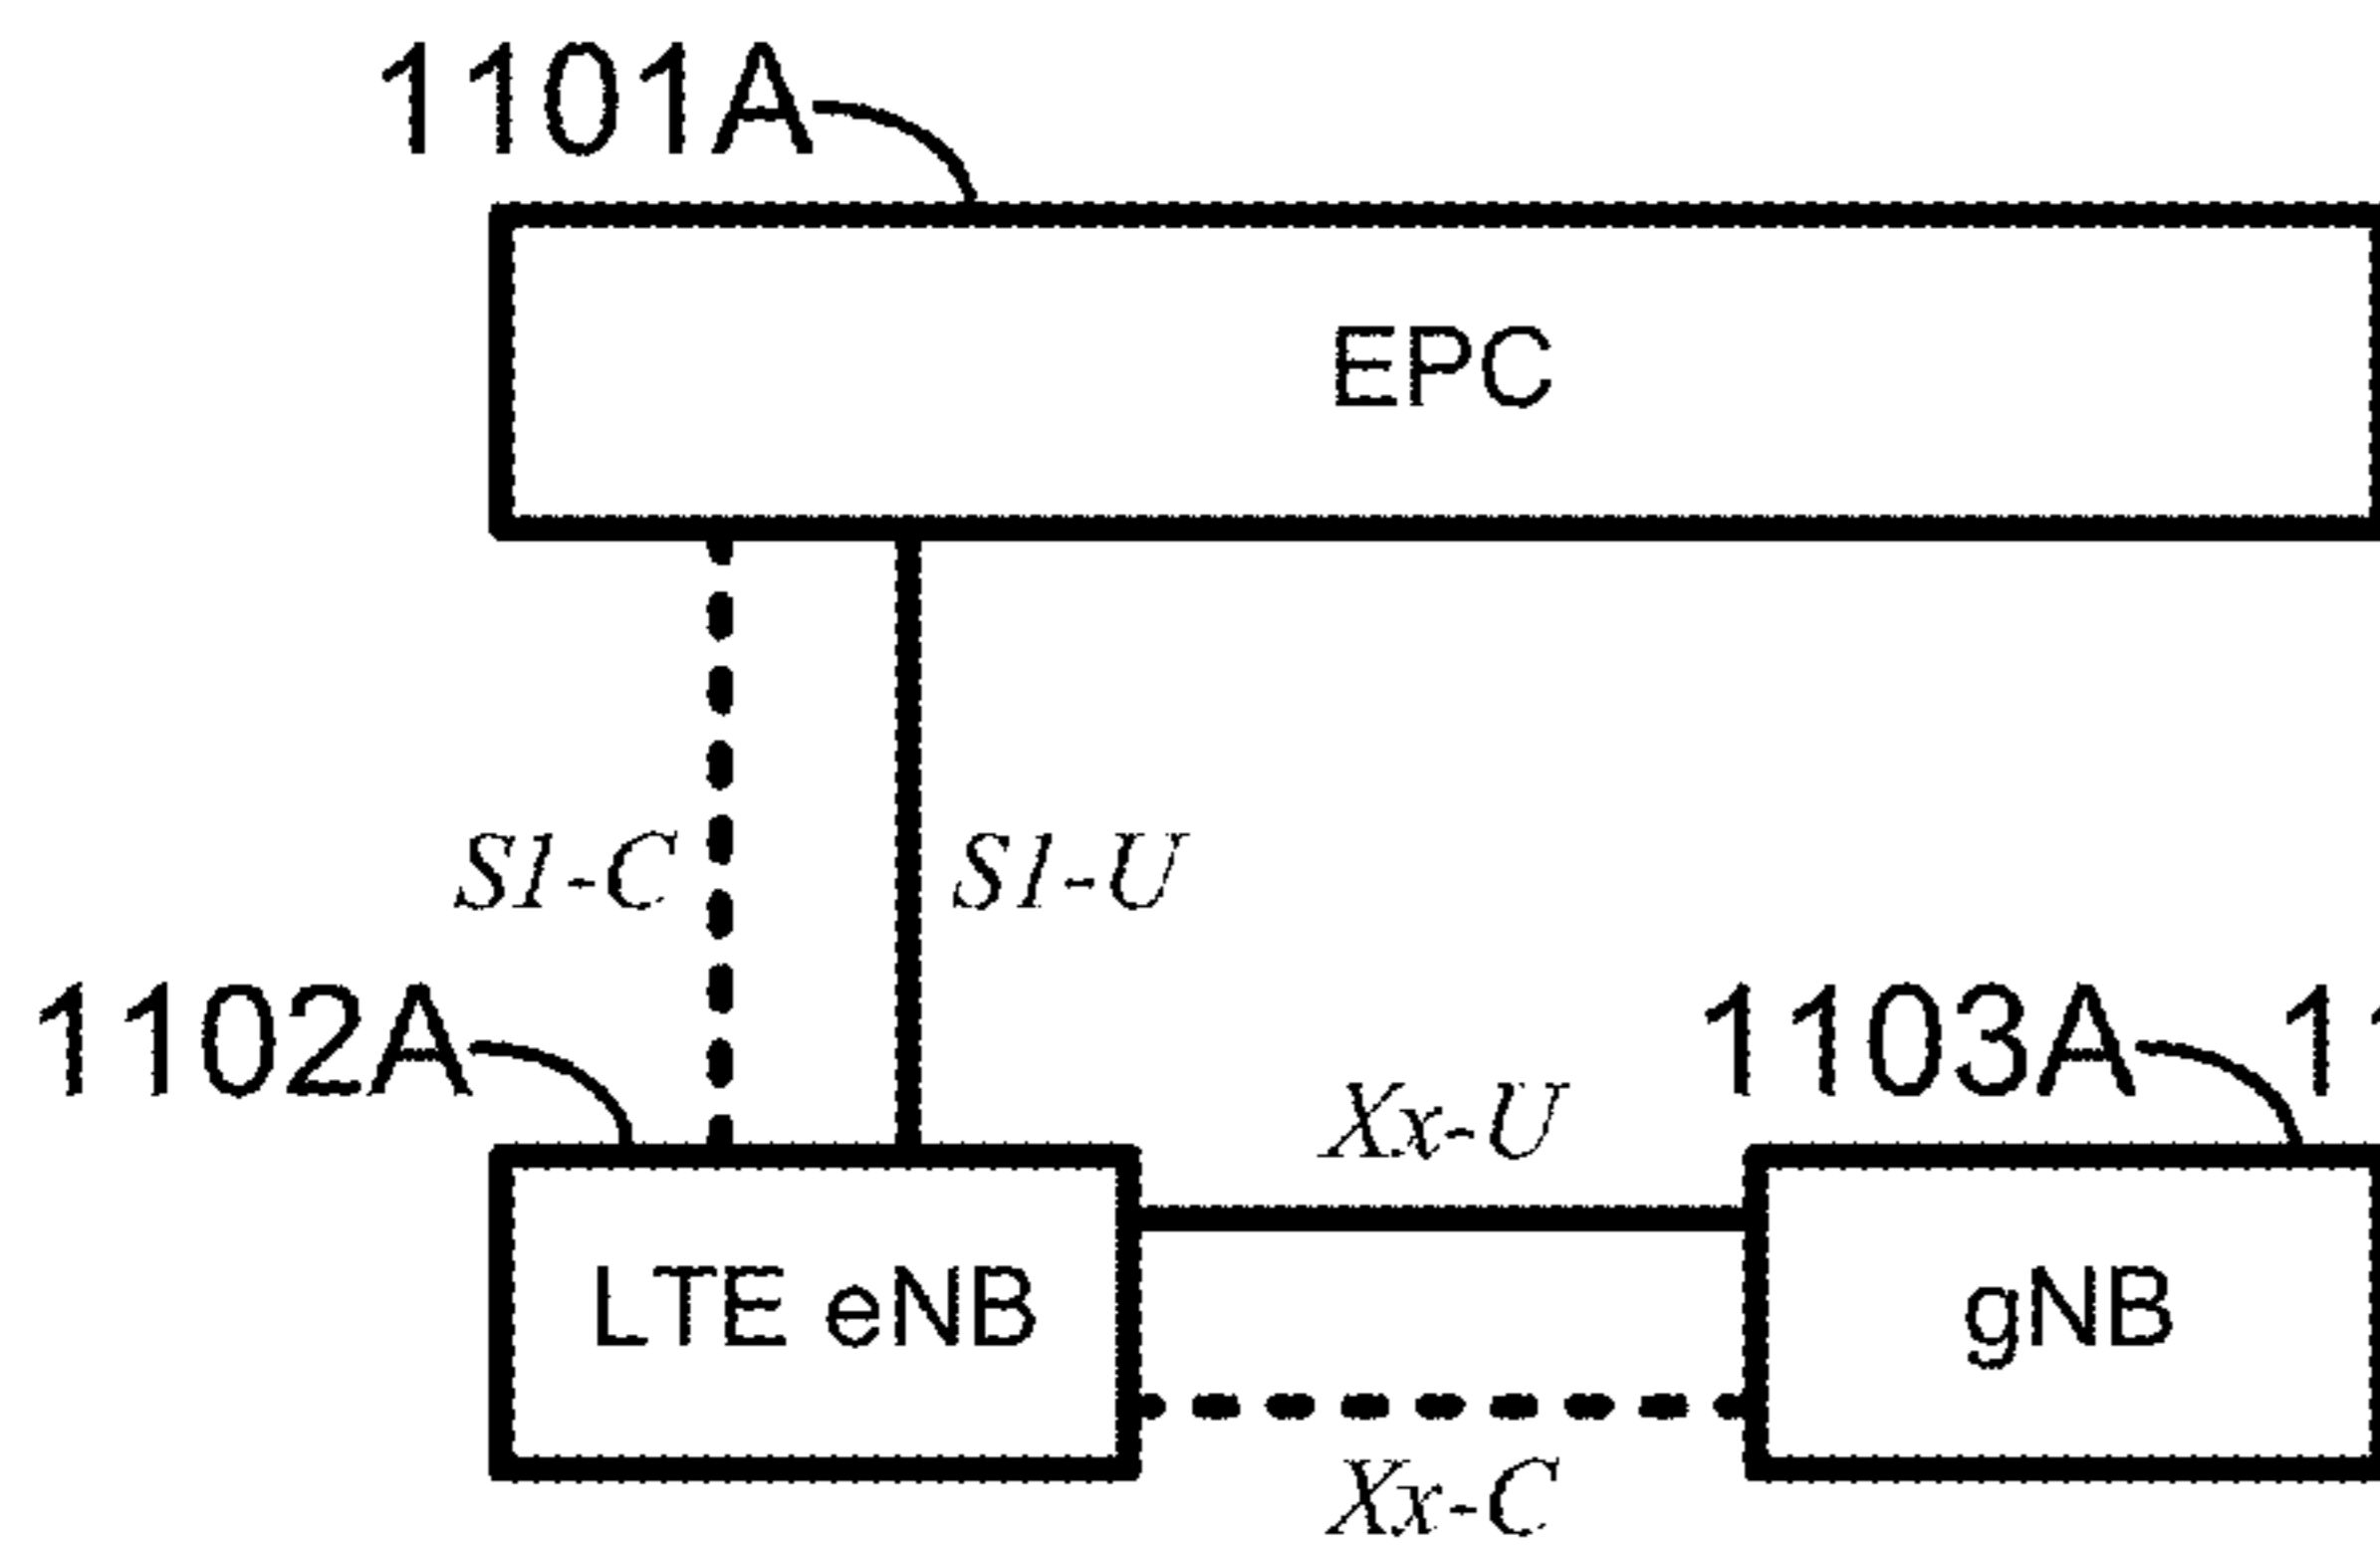 1101A
EPC
S1-C S1-U
1102A 1103A
Xx-U
LTE eNB gNB
Xx-C